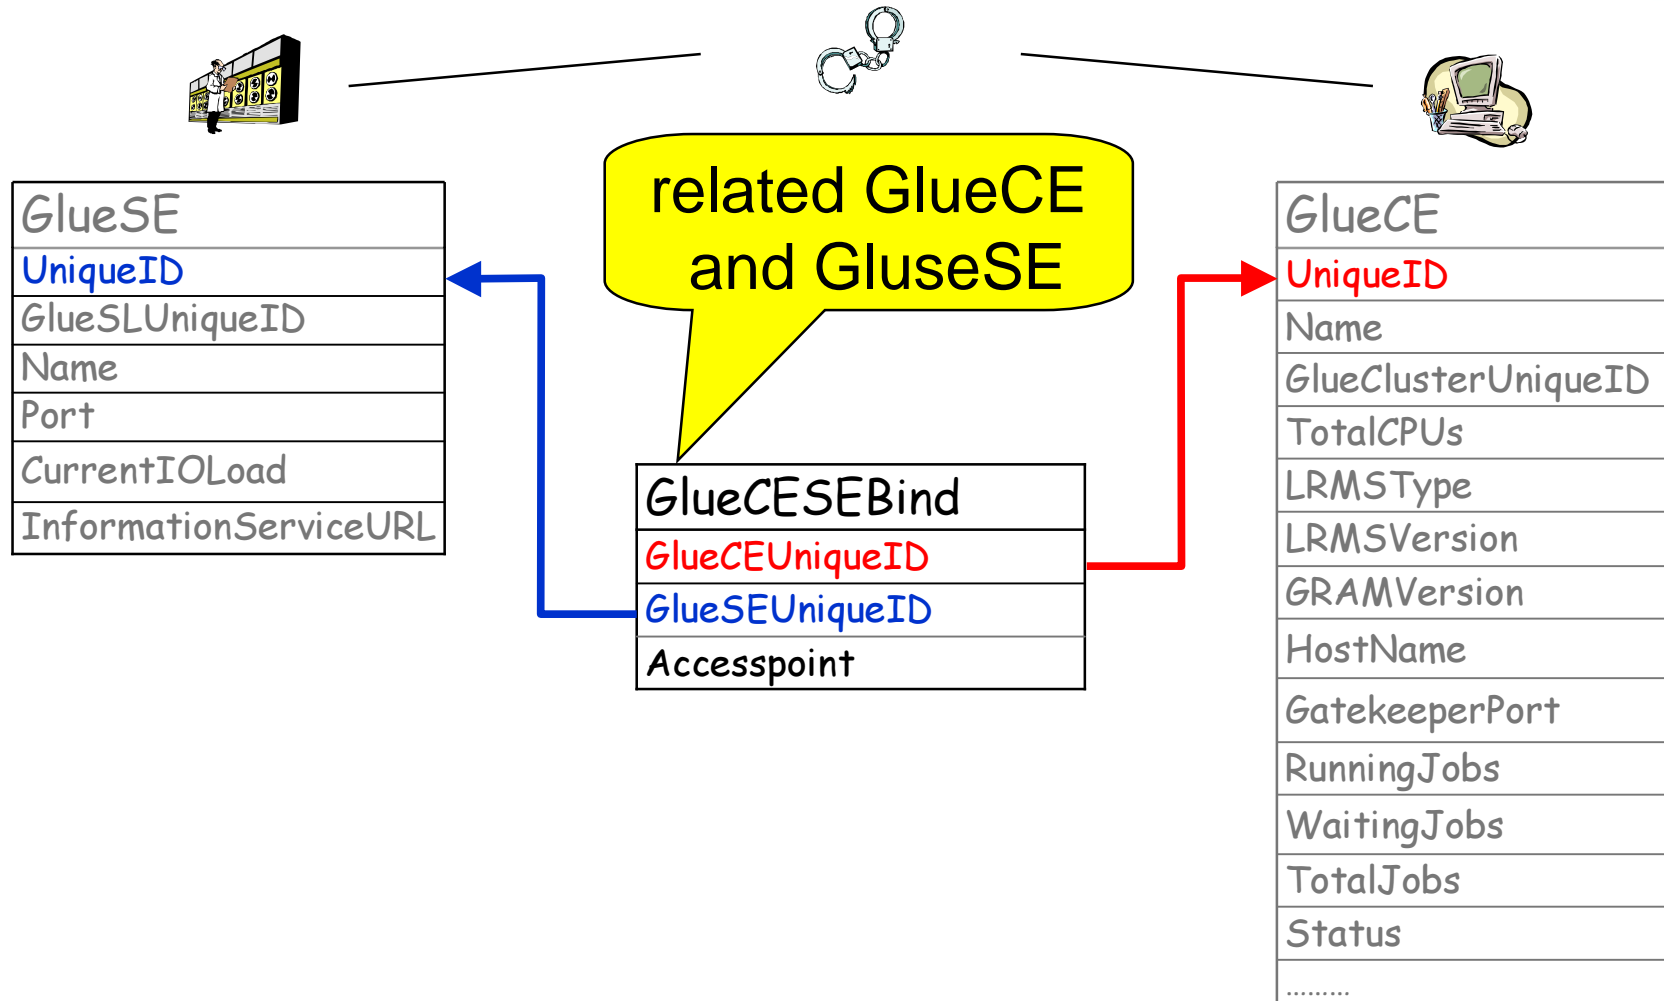 related GlueCE
and GluseSE
GlueSE
UniqueID
GlueSLUniqueID
Name
Port
CurrentIOLoad
InformationServiceURL
GlueCESEBind
GlueCEUniqueID
GlueSEUniqueID
Accesspoint
GlueCE
UniqueID
Name
GlueClusterUniqueID
TotalCPUs
LRMSType
LRMSVersion
GRAMVersion
HostName
GatekeeperPort
RunningJobs
WaitingJobs
TotalJobs
Status
.........